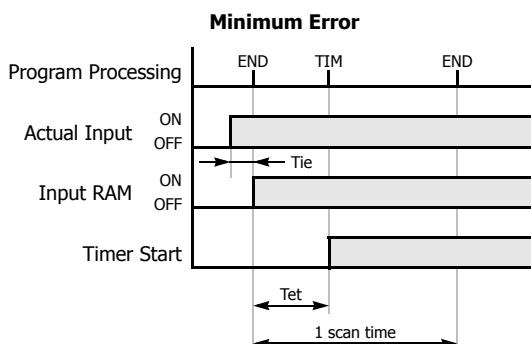 Minimum Error
END TIM END
Program Processing
ON
Actual Input
OFF
Tie
ON
Input RAM
OFF
Timer Start
Tet
1 scan time